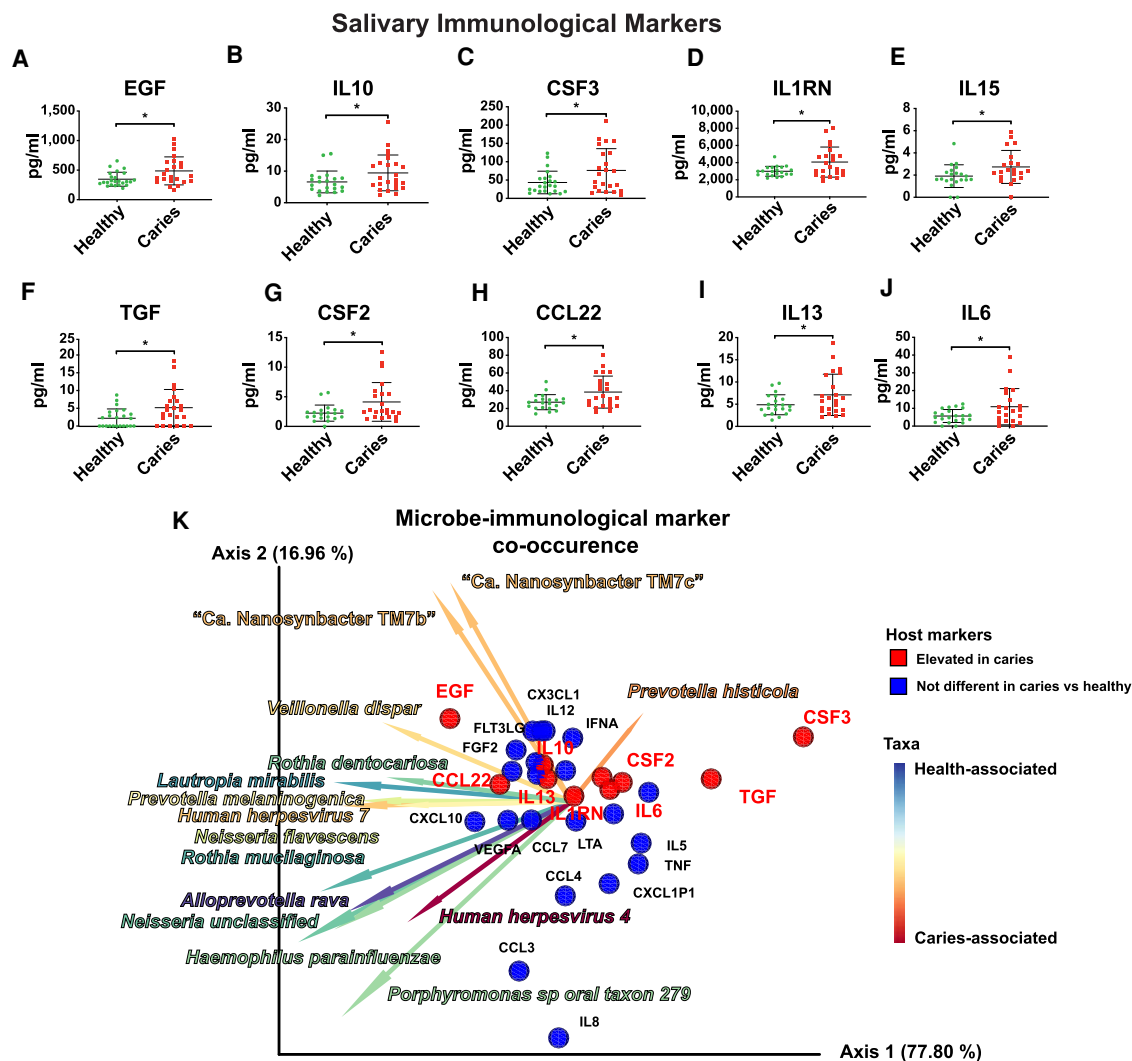 Salivary Immunological Markers
A
EGF
1,500
1,000
500
0
pg/ml
*
Healthy
Caries
B
IL10
30
20
10
0
pg/ml
*
Healthy
Caries
C
CSF3
250
200
150
100
50
0
pg/ml
*
Healthy
Caries
D
IL1RN
10,000
8,000
6,000
4,000
2,000
0
pg/ml
*
Healthy
Caries
E
IL15
8
6
4
2
0
pg/ml
*
Healthy
Caries
F
TGF
25
20
15
10
5
0
pg/ml
*
Healthy
Caries
G
CSF2
15
10
5
0
pg/ml
*
Healthy
Caries
H
CCL22
100
80
60
40
20
0
pg/ml
*
Healthy
Caries
I
IL13
20
15
10
5
0
pg/ml
*
Healthy
Caries
J
IL6
50
40
30
20
10
0
pg/ml
*
Healthy
Caries
K
Microbe-immunological marker
co-occurence
Axis 2 (16.96 %)
“Ca. Nanosynbacter TM7c”
“Ca. Nanosynbacter TM7b”
EGF
CX3CL1
Prevotella histicola
Veillonella dispar
IL12
CSF3
FLT3LG
IFNA
FGF2
IL10
Rothia dentocariosa
CSF2
Lautropia mirabilis
CCL22
TGF
Prevotella melaninogenica
IL13
Human herpesvirus 7
IL1RN
IL6
CXCL10
Neisseria flavescens
VEGFA
CCL7
LTA
IL5
Rothia mucilaginosa
TNF
CCL4
CXCL1P1
Alloprevotella rava
Human herpesvirus 4
Neisseria unclassified
CCL3
Haemophilus parainfluenzae
Porphyromonas sp oral taxon 279
IL8
Axis 1 (77.80 %)
Host markers
Elevated in caries
Not different in caries vs healthy
Taxa
Health-associated
Caries-associated